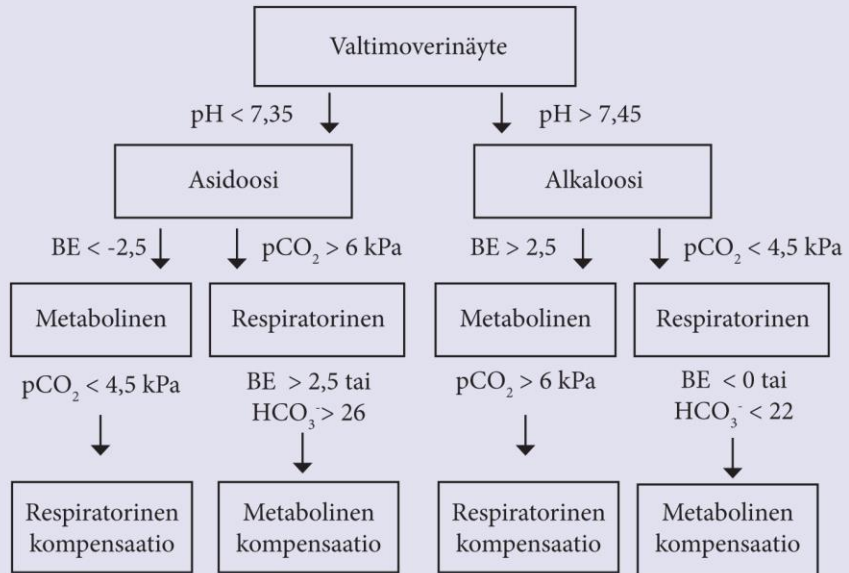 Valtimoverinäyte
pH < 7,35
pH > 7,45
Asidoosi
Alkaloosi
BE < -2,5
pCO₂ > 6 kPa
BE > 2,5
pCO₂ < 4,5 kPa
Metabolinen
Respiratorinen
Metabolinen
Respiratorinen
pCO₂ < 4,5 kPa
BE > 2,5 tai
HCO₃⁻ > 26
pCO₂ > 6 kPa
BE < 0 tai
HCO₃⁻ < 22
Respiratorinen
kompensaatio
Metabolinen
kompensaatio
Respiratorinen
kompensaatio
Metabolinen
kompensaatio